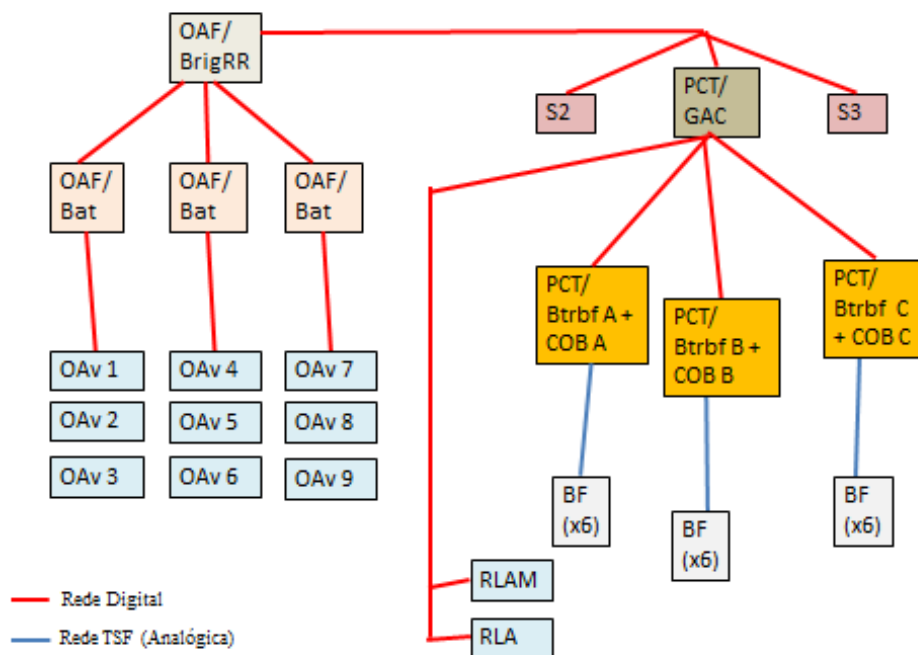 OAF/
BrigRR
S2
PCT/
GAC
S3
OAF/
Bat
OAF/
Bat
OAF/
Bat
PCT/
Btrbf A +
COB A
PCT/
Btrbf B +
COB B
PCT/
Btrbf C
+ COB C
OAv 1
OAv 4
OAv 7
OAv 2
OAv 5
OAv 8
OAv 3
OAv 6
OAv 9
BF
(x6)
BF
(x6)
BF
(x6)
RLAM
RLA
Rede Digital
Rede TSF (Analógica)